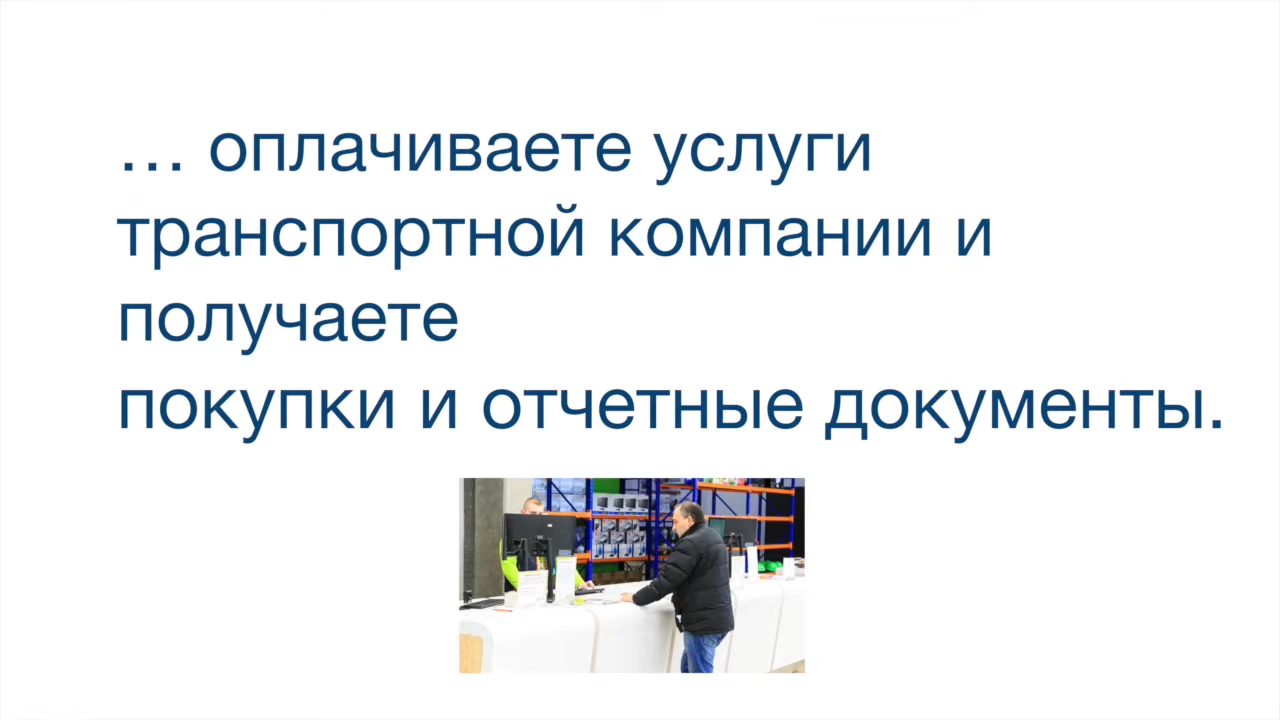 … оплачиваете услуги
транспортной компании и
получаете
покупки и отчетные документы.